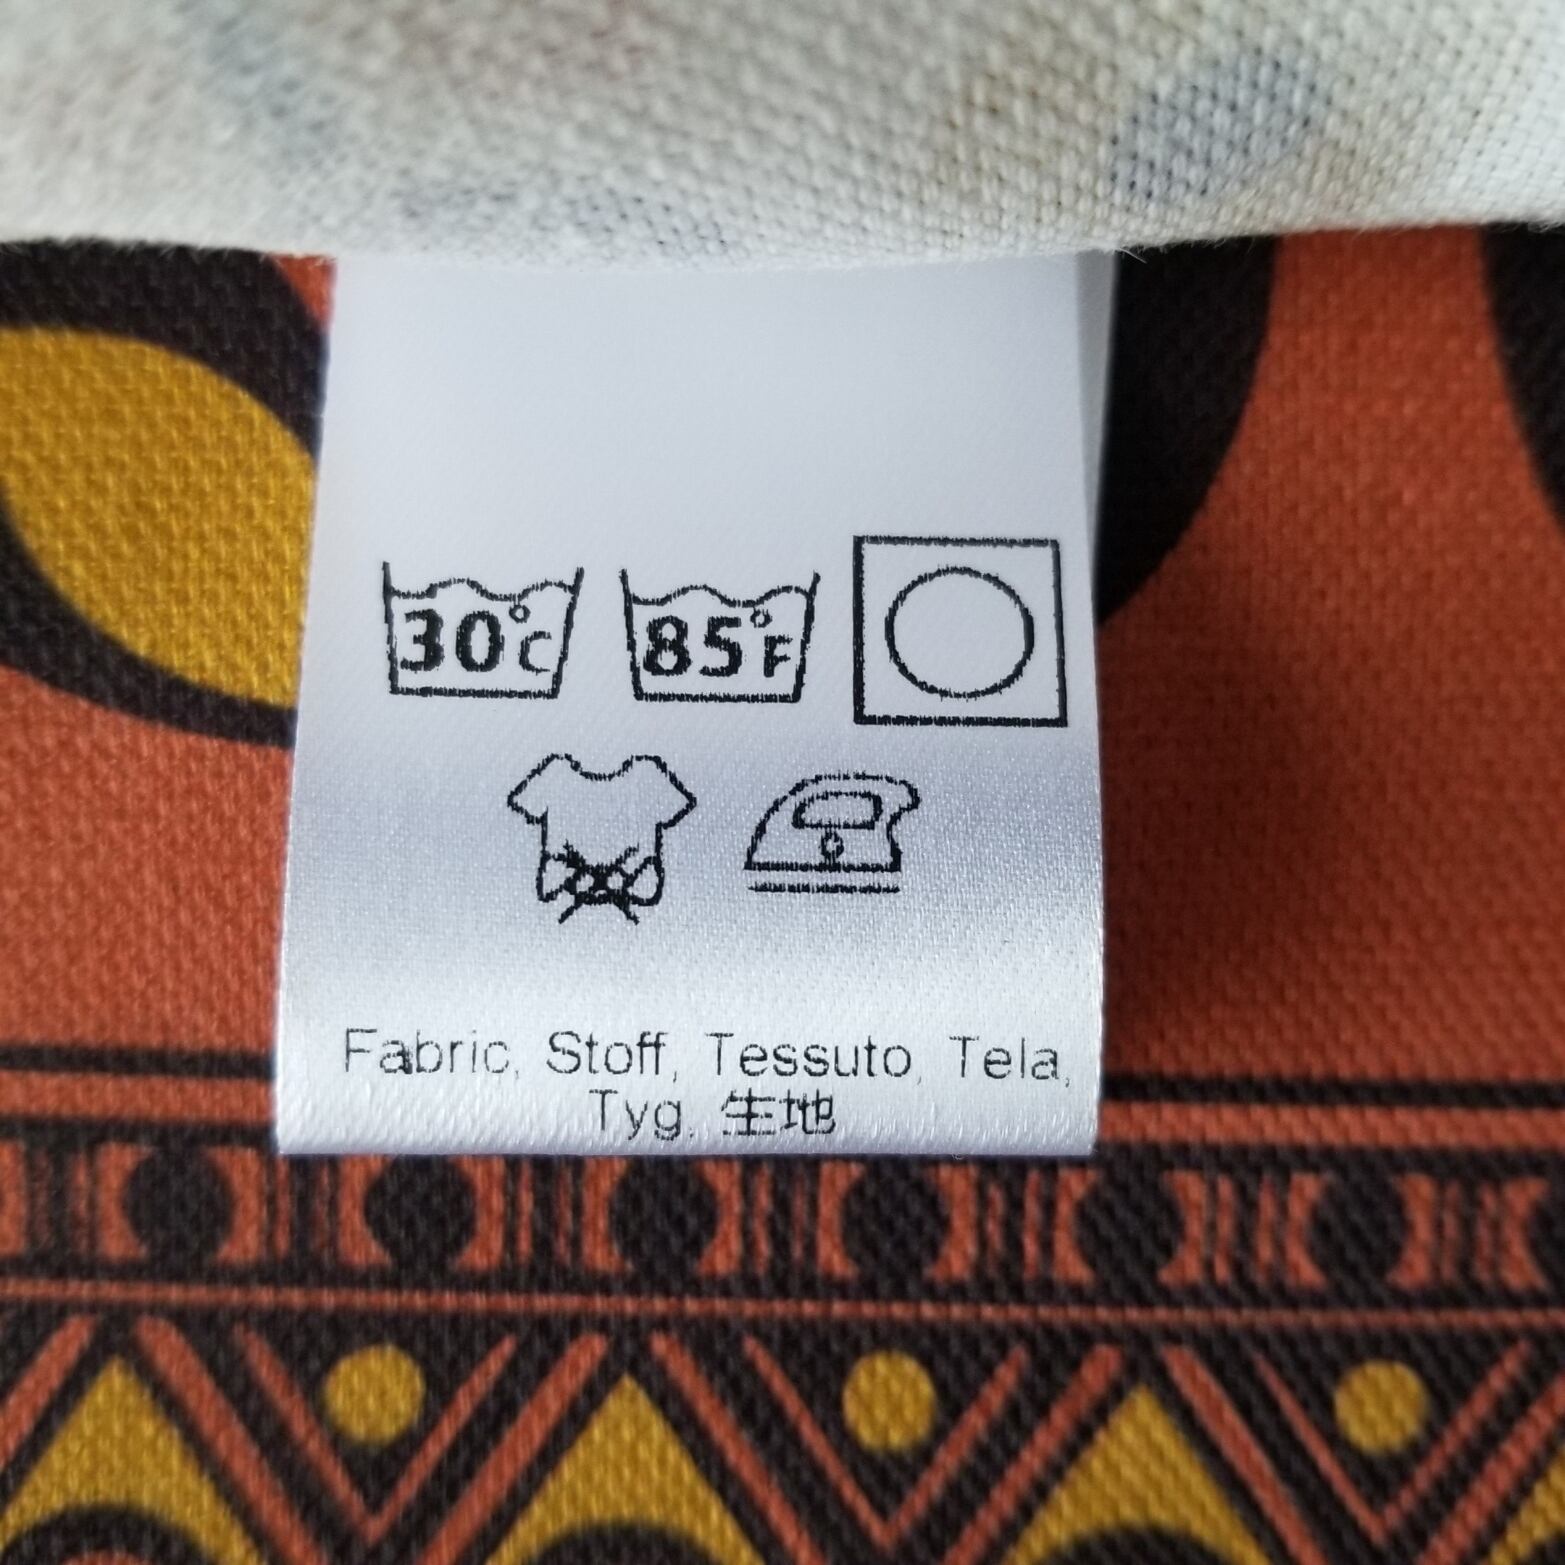 30°C 85°F
Fabric, Stoff, Tessuto, Tela,
Tyg, 生地